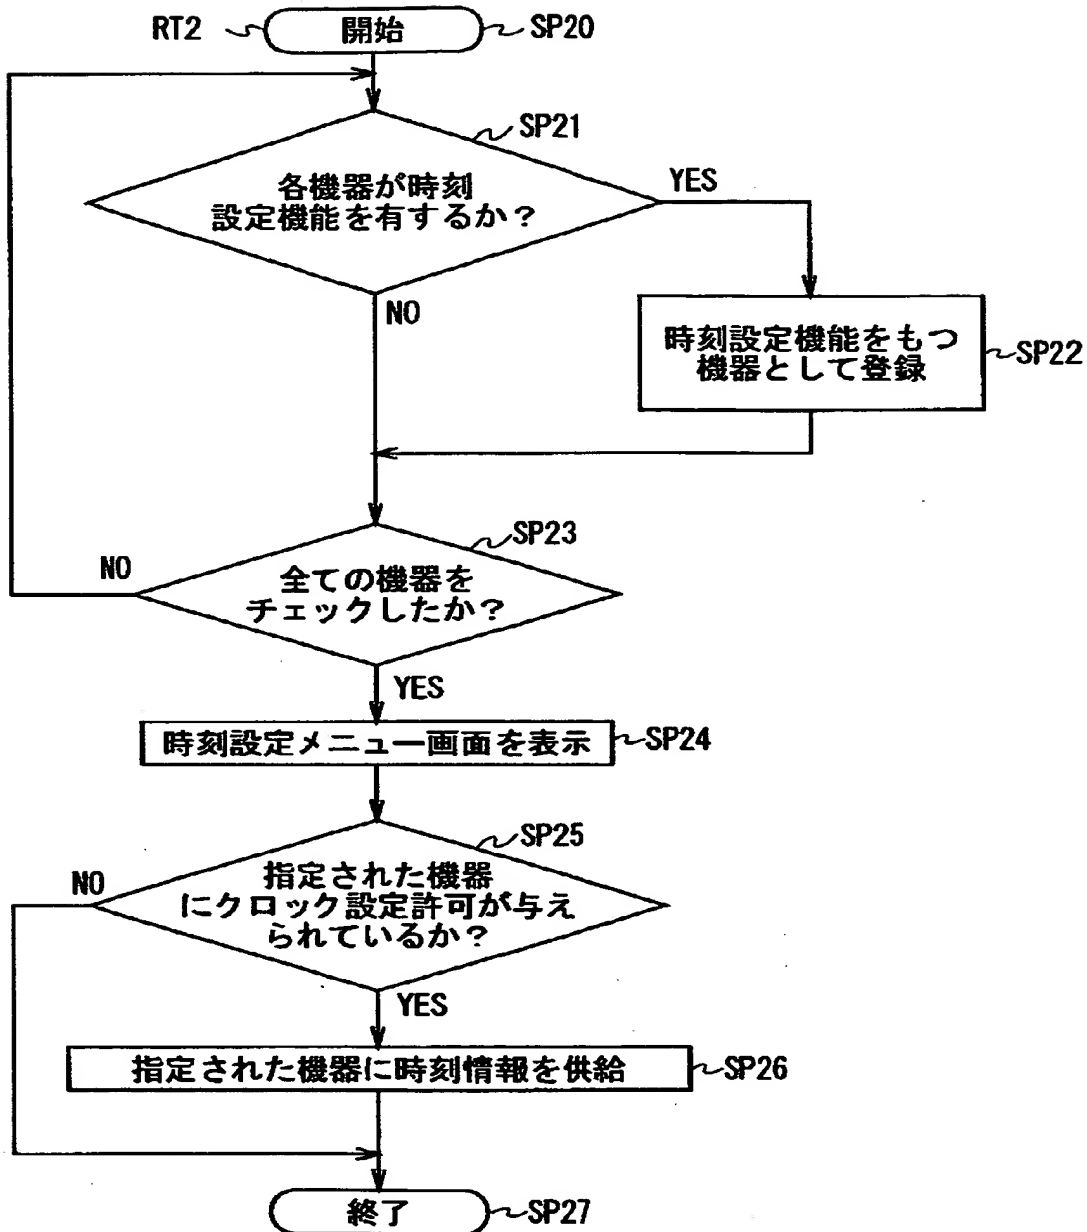 RT2
開始
SP20
SP21
各機器が時刻
設定機能を有するか？
YES
NO
時刻設定機能をもつ
機器として登録
SP22
SP23
NO
全ての機器を
チェックしたか？
YES
時刻設定メニュー画面を表示
SP24
SP25
NO
指定された機器
にクロック設定許可が与え
られているか？
YES
指定された機器に時刻情報を供給
SP26
終了
SP27